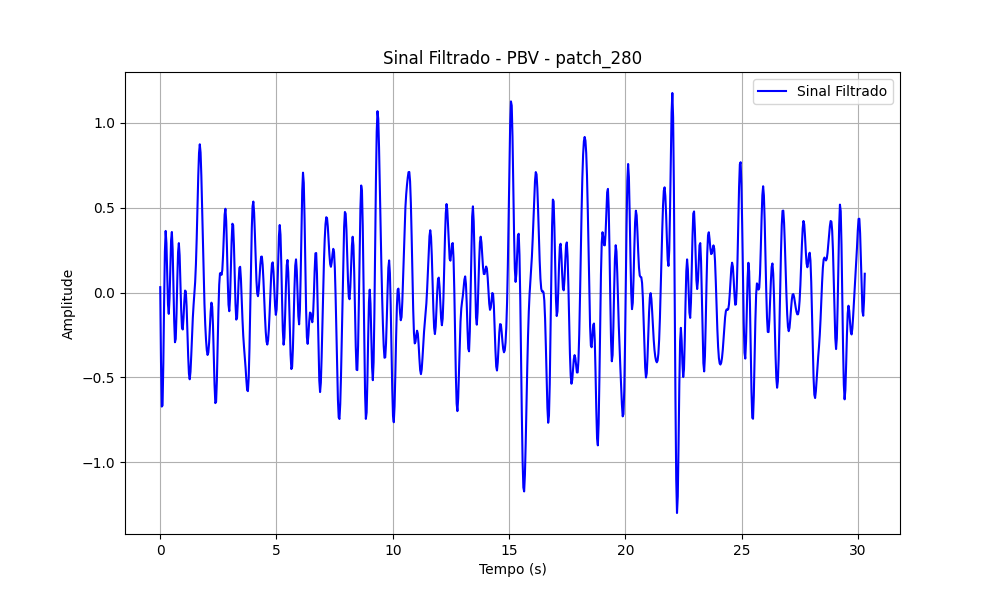 Sinal Filtrado - PBV - patch_280
Sinal Filtrado
1.0
0.5
0.0
−0.5
−1.0
Amplitude
0 5 10 15 20 25 30
Tempo (s)